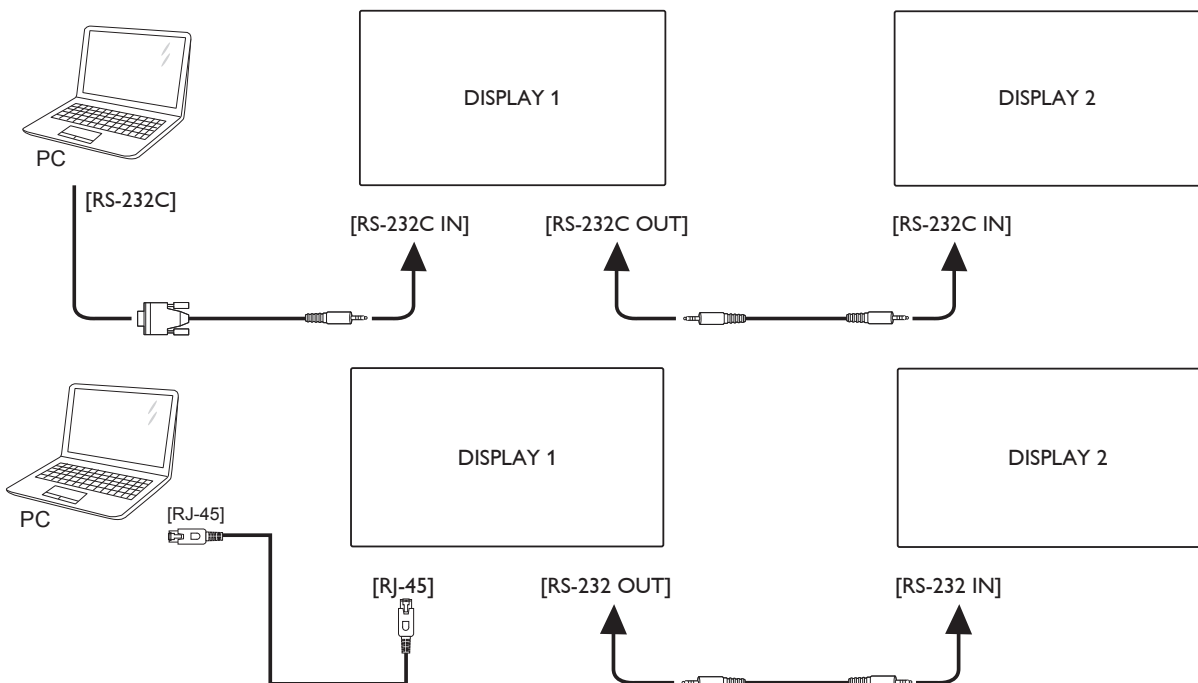 DISPLAY 1
DISPLAY 2
PC
[RS-232C]
[RS-232C IN]
[RS-232C OUT]
[RS-232C IN]
DISPLAY 1
DISPLAY 2
PC
[RJ-45]
[RJ-45]
[RS-232 OUT]
[RS-232 IN]